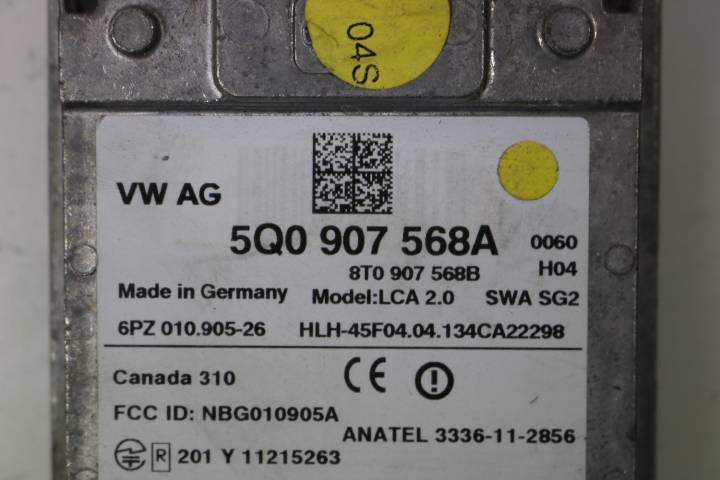 04S
VW AG
5Q0 907 568A 0060
8T0 907 568B H04
Made in Germany Model:LCA 2.0 SWA SG2
6PZ 010.905-26 HLH-45F04.04.134CA22298
Canada 310 CE
FCC ID: NBG010905A
ANATEL 3336-11-2856
R 201 Y 11215263